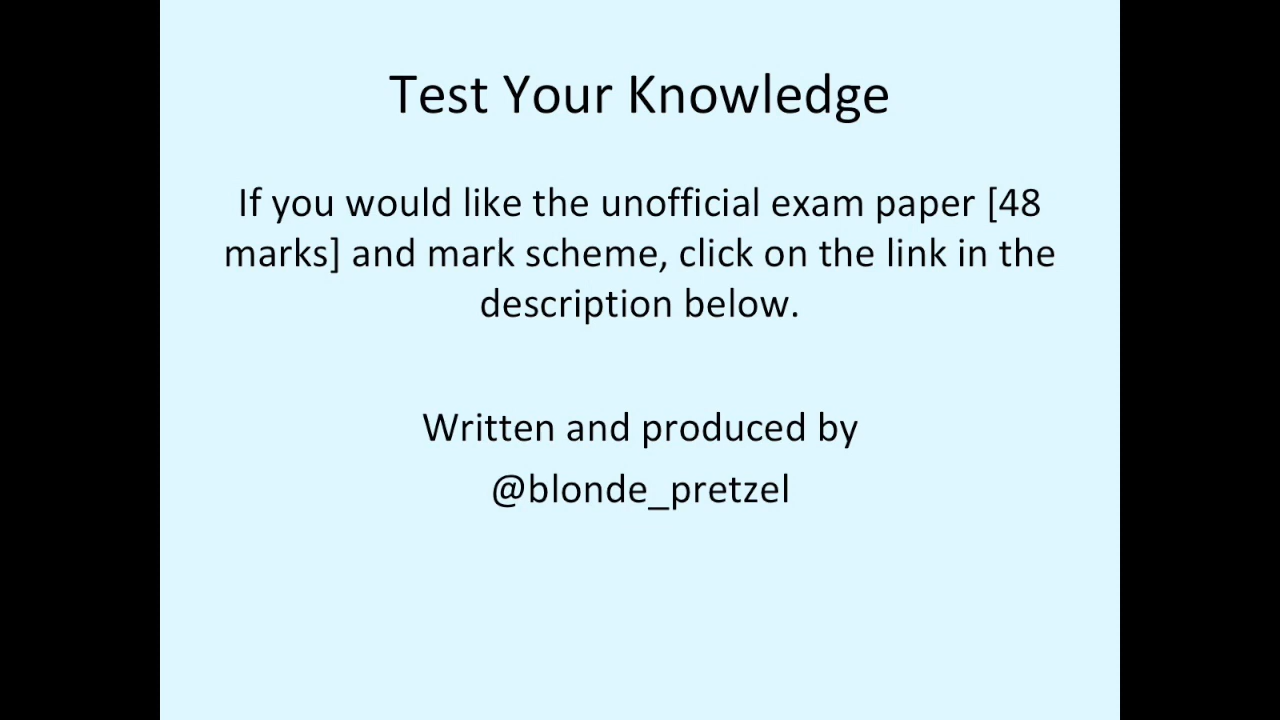 Test Your Knowledge
If you would like the unofficial exam paper [48
marks] and mark scheme, click on the link in the
description below.
Written and produced by
@blonde_pretzel